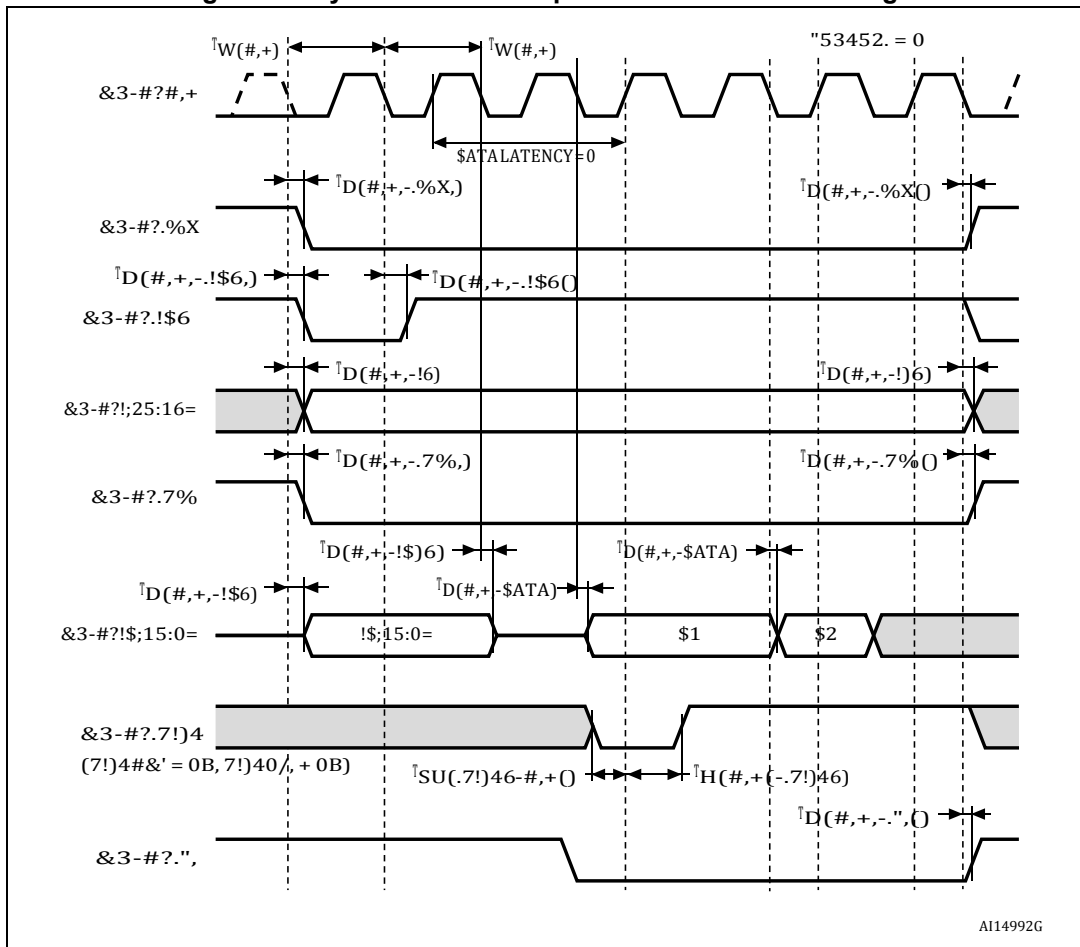 ᵀW(#,+)
ᵀW(#,+)
"53452. = 0
&3-#?#,+
$ATALATENCY=0
ᵀD(#,+,-.%X,)
ᵀD(#,+,-.%X()
&3-#?.%X
ᵀD(#,+,-.!$6,)
ᵀD(#,+,-.!$6()
&3-#?.!$6
ᵀD(#,+,-!6)
ᵀD(#,+,-!)6)
&3-#?!;25:16=
ᵀD(#,+,-.7%,)
ᵀD(#,+,-.7%()
&3-#?.7%
ᵀD(#,+,-!$)6)
ᵀD(#,+,-$ATA)
ᵀD(#,+,-!$6)
ᵀD(#,+,-$ATA)
&3-#?!$;15:0=
!$;15:0=
$1
$2
&3-#?.7!)4
(7!)4#&' = 0B, 7!)40/, + 0B)
ᵀSU(.7!)46-#,+()
ᵀH(#,+(-.7!)46)
ᵀD(#,+,-.",()
&3-#?.",
AI14992G